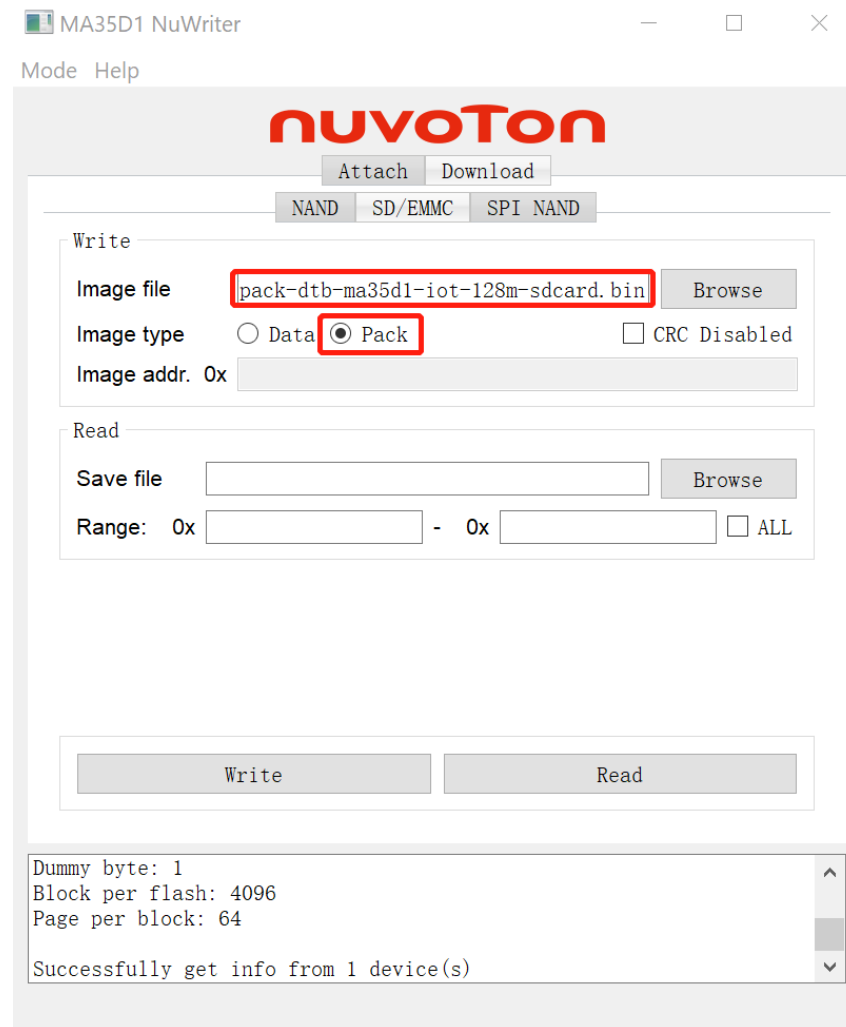 MA35D1 NuWriter
Mode Help
nuvoTon
Attach Download
NAND SD/EMMC SPI NAND
Write
Image file pack-dtb-ma35d1-iot-128m-sdcard.bin Browse
Image type Data Pack CRC Disabled
Image addr. 0x
Read
Save file Browse
Range: 0x - 0x ALL
Write Read
Dummy byte: 1
Block per flash: 4096
Page per block: 64
Successfully get info from 1 device(s)